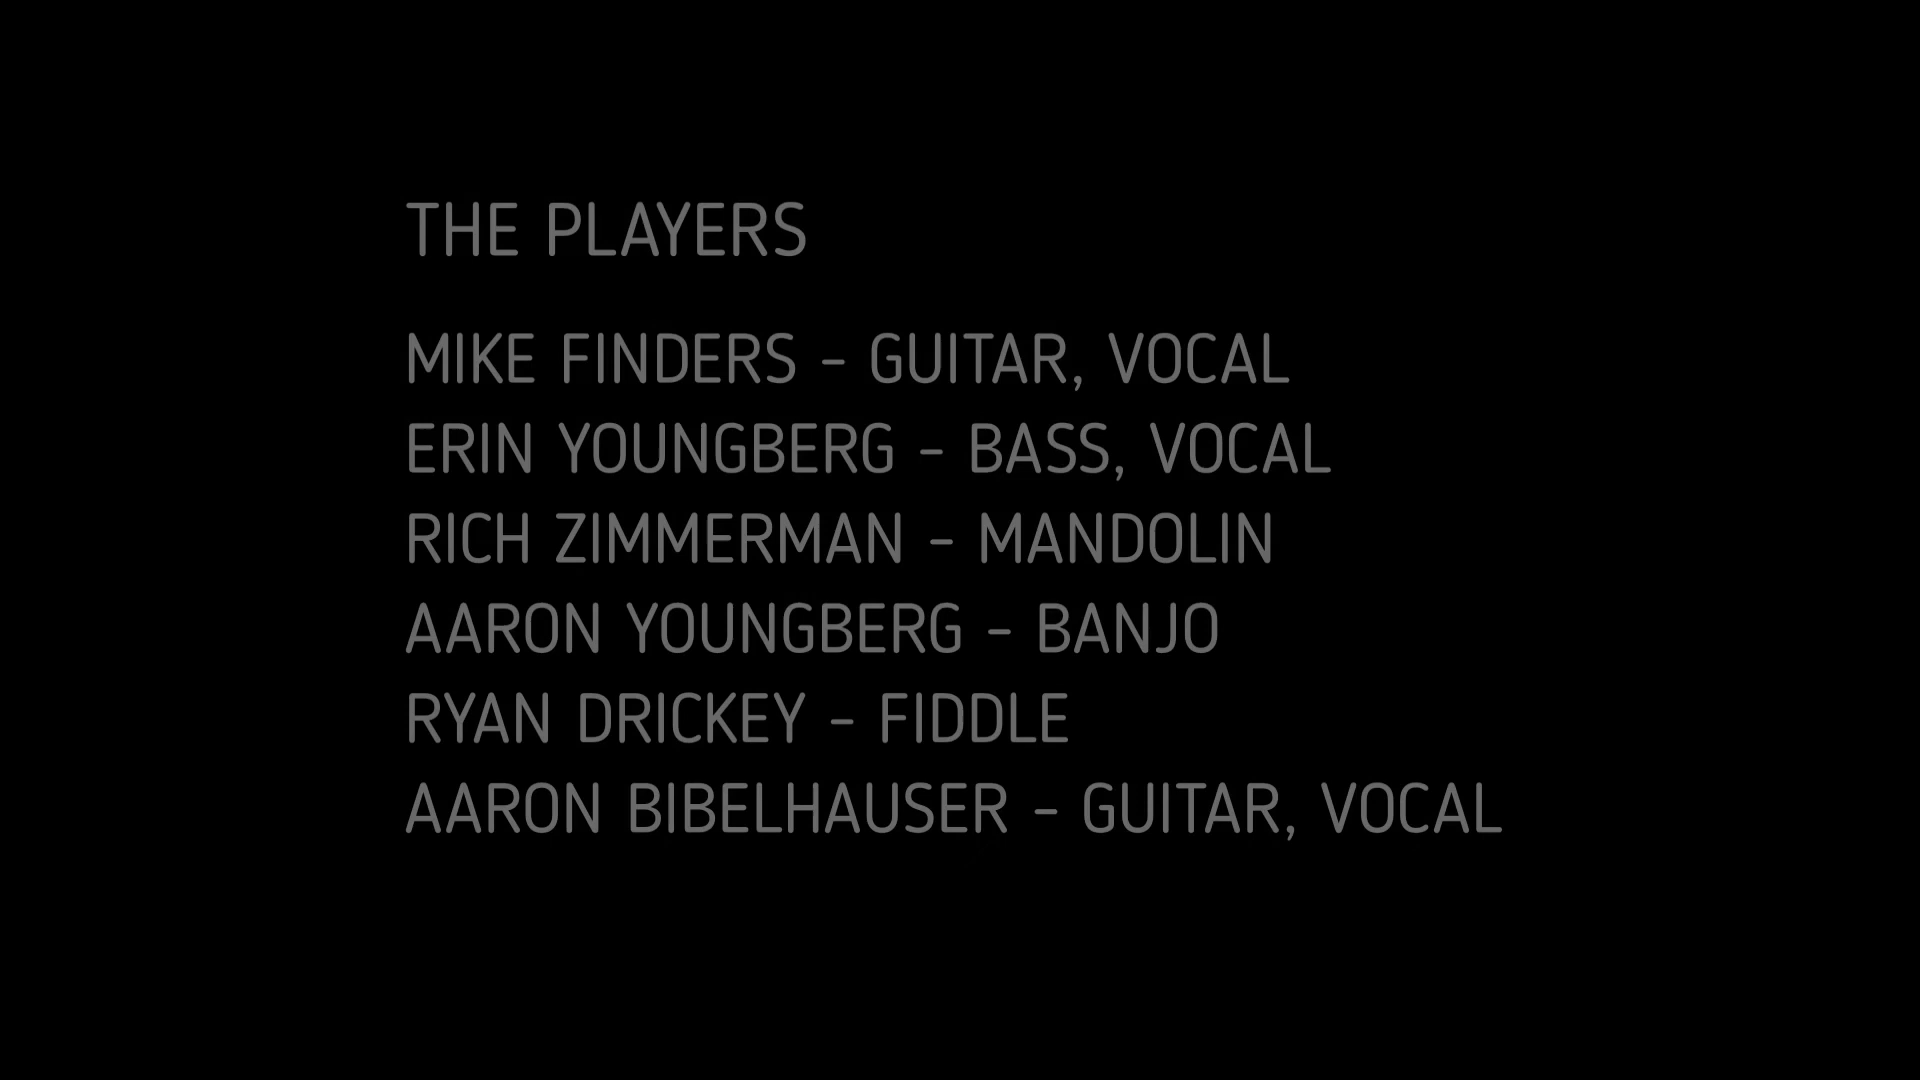 THE PLAYERS
MIKE FINDERS - GUITAR, VOCAL
ERIN YOUNGBERG - BASS, VOCAL
RICH ZIMMERMAN - MANDOLIN
AARON YOUNGBERG - BANJO
RYAN DRICKEY - FIDDLE
AARON BIBELHAUSER - GUITAR, VOCAL